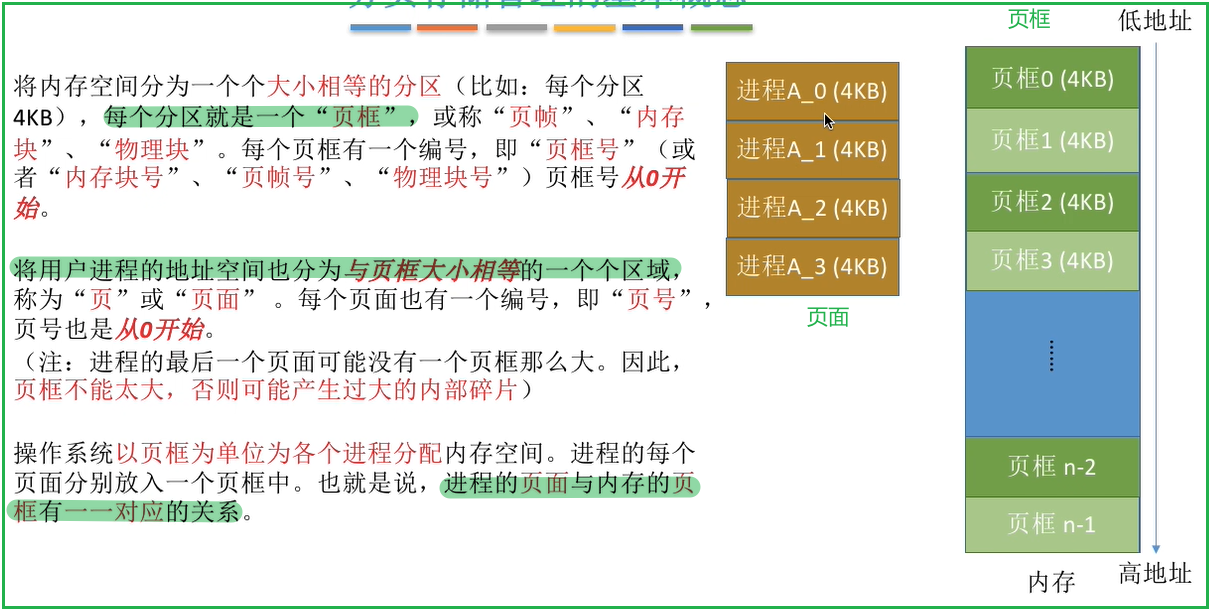 分页存储管理的基本概念
将内存空间分为一个个大小相等的分区（比如：每个分区
4KB），每个分区就是一个“页框”，或称“页帧”、“内存
块”、“物理块”。每个页框有一个编号，即“页框号”（或
者“内存块号”、“页帧号”、“物理块号”）页框号从0开
始。
将用户进程的地址空间也分为与页框大小相等的一个个区域，
称为“页”或“页面” 。每个页面也有一个编号，即“页号”，
页号也是从0开始。
（注：进程的最后一个页面可能没有一个页框那么大。因此，
页框不能太大，否则可能产生过大的内部碎片）
操作系统以页框为单位为各个进程分配内存空间。进程的每个
页面分别放入一个页框中。也就是说，进程的页面与内存的页
框有一一对应的关系。
进程A_0 (4KB)
进程A_1 (4KB)
进程A_2 (4KB)
进程A_3 (4KB)
页面
页框
低地址
页框0 (4KB)
页框1 (4KB)
页框2 (4KB)
页框3 (4KB)
......
页框 n-2
页框 n-1
内存
高地址